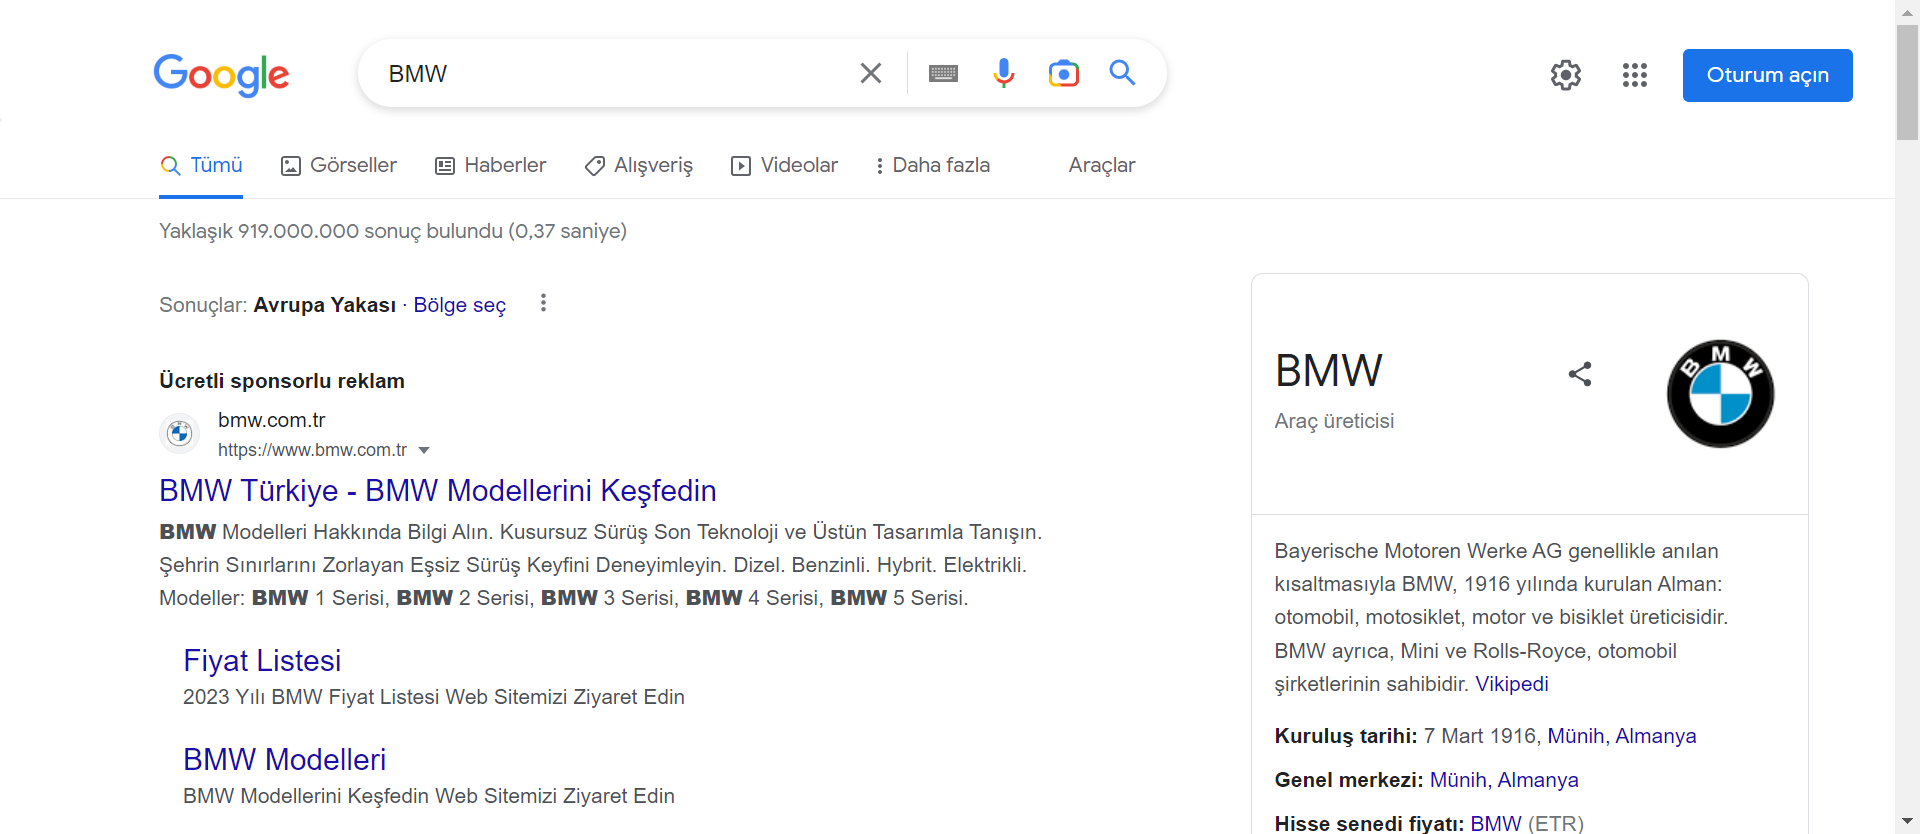 Google
BMW
Oturum açın
Tümü
Görseller
Haberler
Alışveriş
Videolar
Daha fazla
Araçlar
Yaklaşık 919.000.000 sonuç bulundu (0,37 saniye)
Sonuçlar: Avrupa Yakası · Bölge seç
Ücretli sponsorlu reklam
bmw.com.tr
https://www.bmw.com.tr
BMW Türkiye - BMW Modellerini Keşfedin
BMW Modelleri Hakkında Bilgi Alın. Kusursuz Sürüş Son Teknoloji ve Üstün Tasarımla Tanışın.
Şehrin Sınırlarını Zorlayan Eşsiz Sürüş Keyfini Deneyimleyin. Dizel. Benzinli. Hybrit. Elektrikli.
Modeller: BMW 1 Serisi, BMW 2 Serisi, BMW 3 Serisi, BMW 4 Serisi, BMW 5 Serisi.
Fiyat Listesi
2023 Yılı BMW Fiyat Listesi Web Sitemizi Ziyaret Edin
BMW Modelleri
BMW Modellerini Keşfedin Web Sitemizi Ziyaret Edin
BMW
Araç üreticisi
BMW
Bayerische Motoren Werke AG genellikle anılan
kısaltmasıyla BMW, 1916 yılında kurulan Alman:
otomobil, motosiklet, motor ve bisiklet üreticisidir.
BMW ayrıca, Mini ve Rolls-Royce, otomobil
şirketlerinin sahibidir. Vikipedi
Kuruluş tarihi: 7 Mart 1916, Münih, Almanya
Genel merkezi: Münih, Almanya
Hisse senedi fiyatı: BMW (ETR)